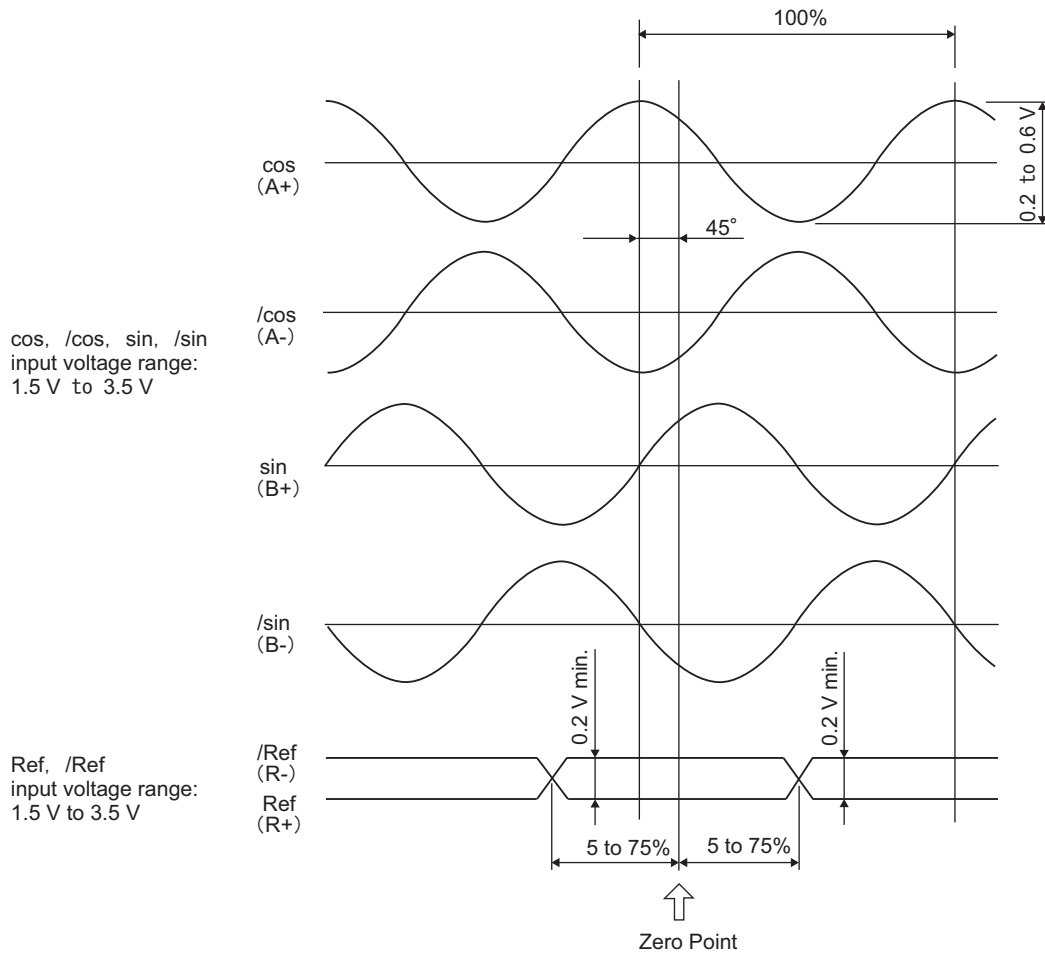 100%
cos
（A+）
0.2 to 0.6 V
45°
/cos
（A-）
cos, /cos, sin, /sin
input voltage range:
1.5 V to 3.5 V
sin
（B+）
/sin
（B-）
0.2 V min.
0.2 V min.
/Ref
（R-）
Ref
（R+）
Ref, /Ref
input voltage range:
1.5 V to 3.5 V
5 to 75%
5 to 75%
Zero Point